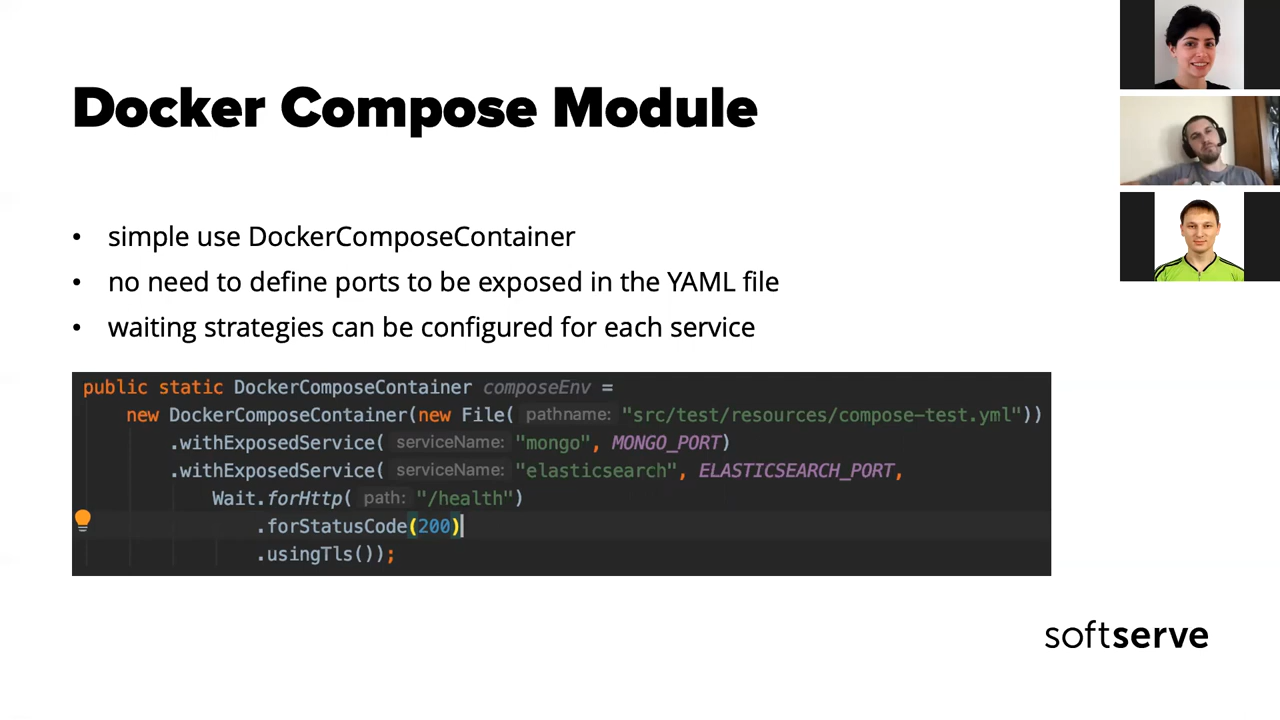 Docker Compose Module
• simple use DockerComposeContainer
• no need to define ports to be exposed in the YAML file
• waiting strategies can be configured for each service
public static DockerComposeContainer composeEnv =
new DockerComposeContainer(new File( pathname: "src/test/resources/compose-test.yml"))
.withExposedService( serviceName: "mongo", MONGO_PORT)
.withExposedService( serviceName: "elasticsearch", ELASTICSEARCH_PORT,
Wait.forHttp( path: "/health")
.forStatusCode(200)
.usingTls());
softserve